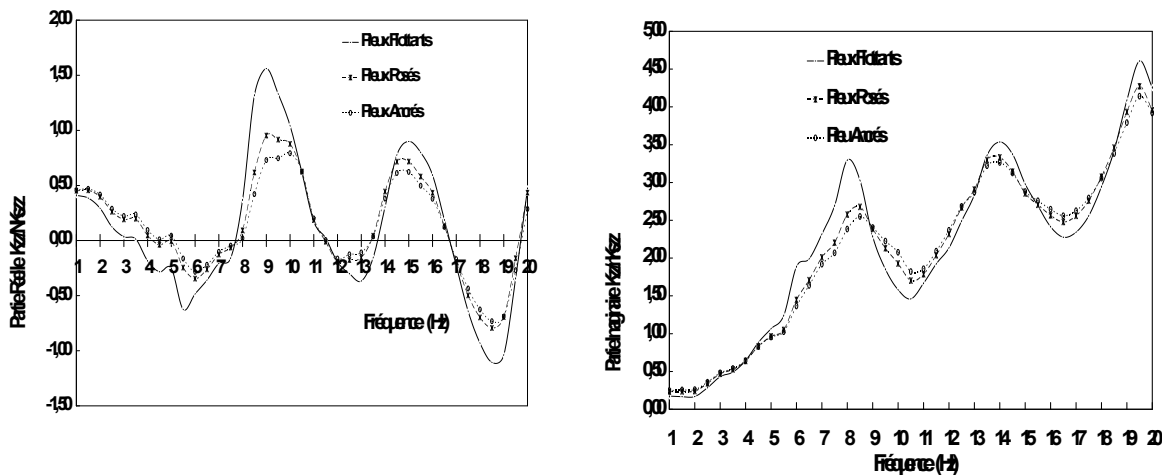 2,00
1,50
1,00
0,50
0,00
-0,50
-1,00
-1,50
Partie Réelle
Pieux Flottants
Pieux Posés
Pieux Ancrés
1 2 3 4 5 6 7 8 9 10 11 12 13 14 15 16 17 18 19 20
Fréquence (Hz)
5,00
4,50
4,00
3,50
3,00
2,50
2,00
1,50
1,00
0,50
0,00
Partie Imaginaire
Pieux Flottants
Pieux Posés
Pieux Ancrés
1 2 3 4 5 6 7 8 9 10 11 12 13 14 15 16 17 18 19 20
Fréquence (Hz)